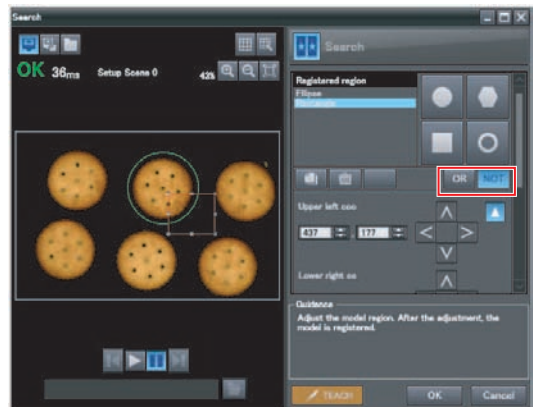 Search
Search
OK 36ms Setup Scene 0 43%
Registered region
Ellipse
Rectangle
OR NOT
Upper left coo
437 , 177
Lower right co
Guidance
Adjust the model region. After the adjustment, the
model is registered.
TEACH OK Cancel